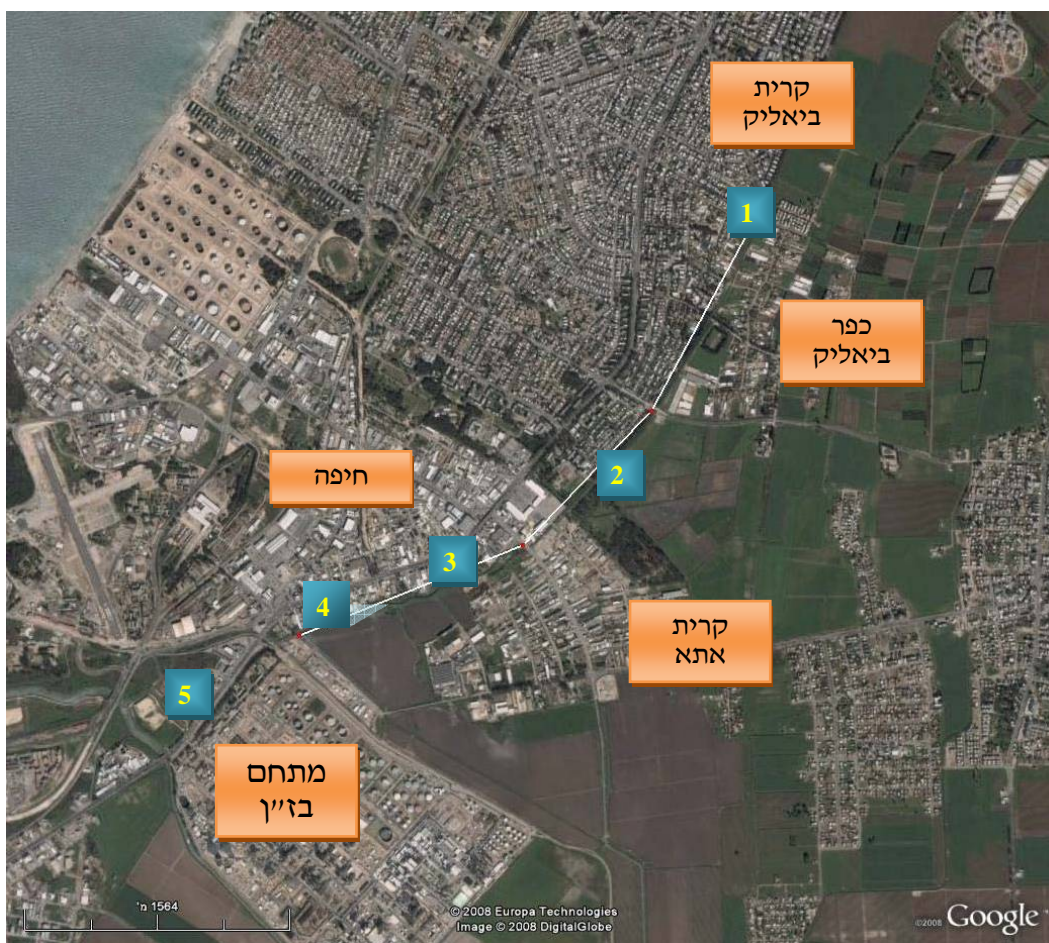 קרית
ביאליק
1
כפר
ביאליק
2
חיפה
3
4
קרית
אתא
5
מתחם
בז״ן
1564 מ'
© 2008 Europa Technologies
Image © 2008 DigitalGlobe
©2008 Google